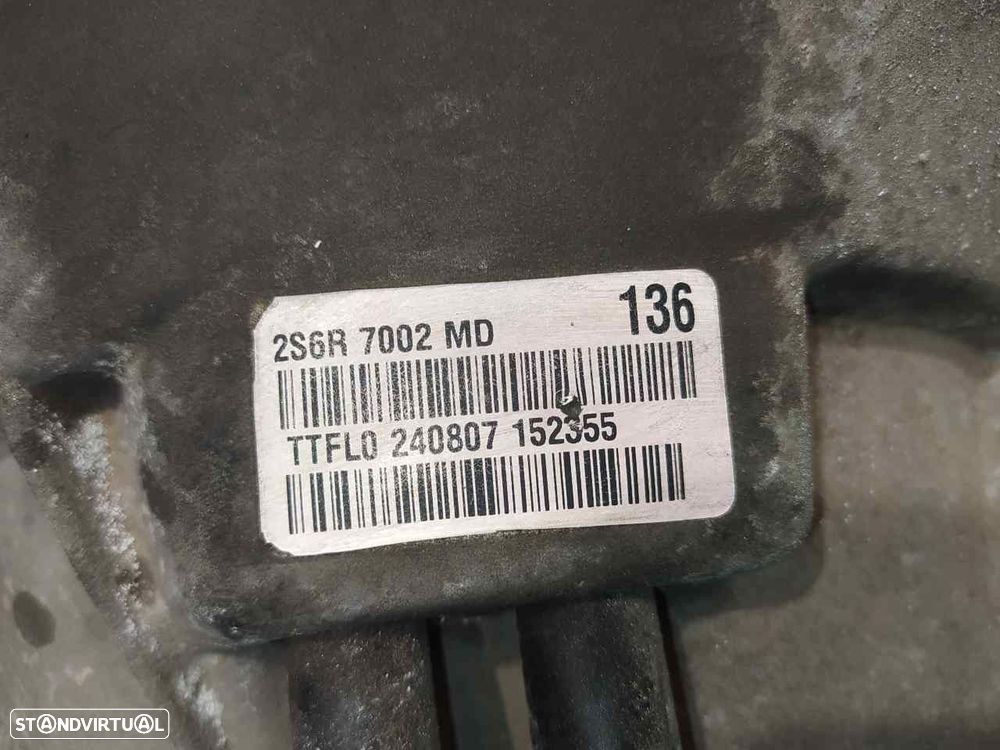 2S6R 7002 MD 136
TTFL0 240807 152355
STANDVIRTUAL